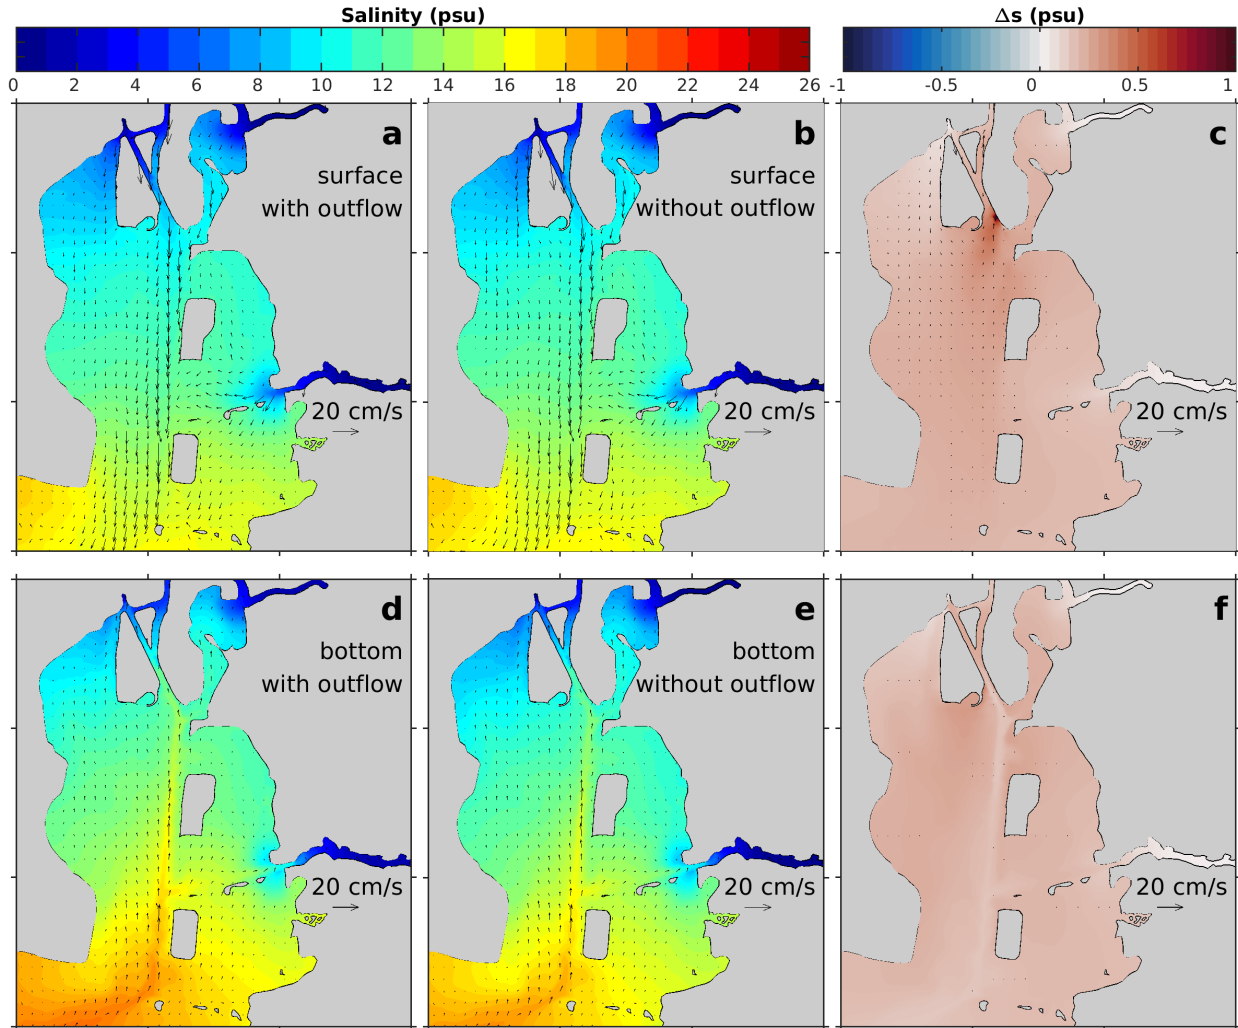 Salinity (psu)
Δs (psu)
0 2 4 6 8 10 12 14 16 18 20 22 24 26
-1 -0.5 0 0.5 1
a
surface
with outflow
20 cm/s
b
surface
without outflow
20 cm/s
c
20 cm/s
d
bottom
with outflow
20 cm/s
e
bottom
without outflow
20 cm/s
f
20 cm/s